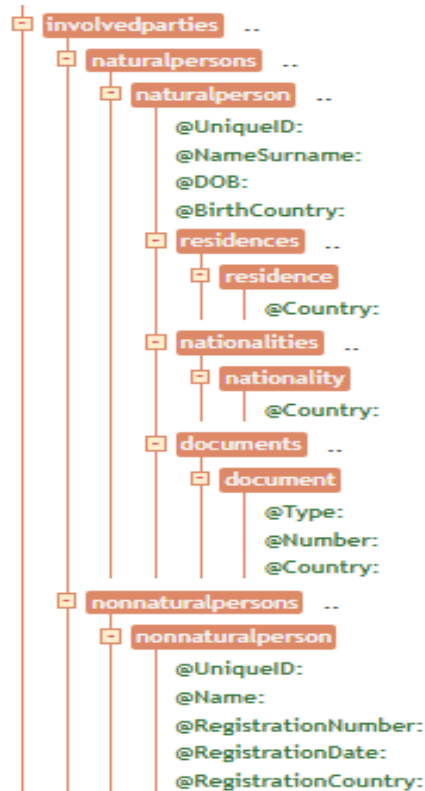 involvedparties ..
naturalpersons ..
naturalperson ..
@UniqueID:
@NameSurname:
@DOB:
@BirthCountry:
residences ..
residence
@Country:
nationalities ..
nationality
@Country:
documents ..
document
@Type:
@Number:
@Country:
nonnaturalpersons ..
nonnaturalperson
@UniqueID:
@Name:
@RegistrationNumber:
@RegistrationDate:
@RegistrationCountry: